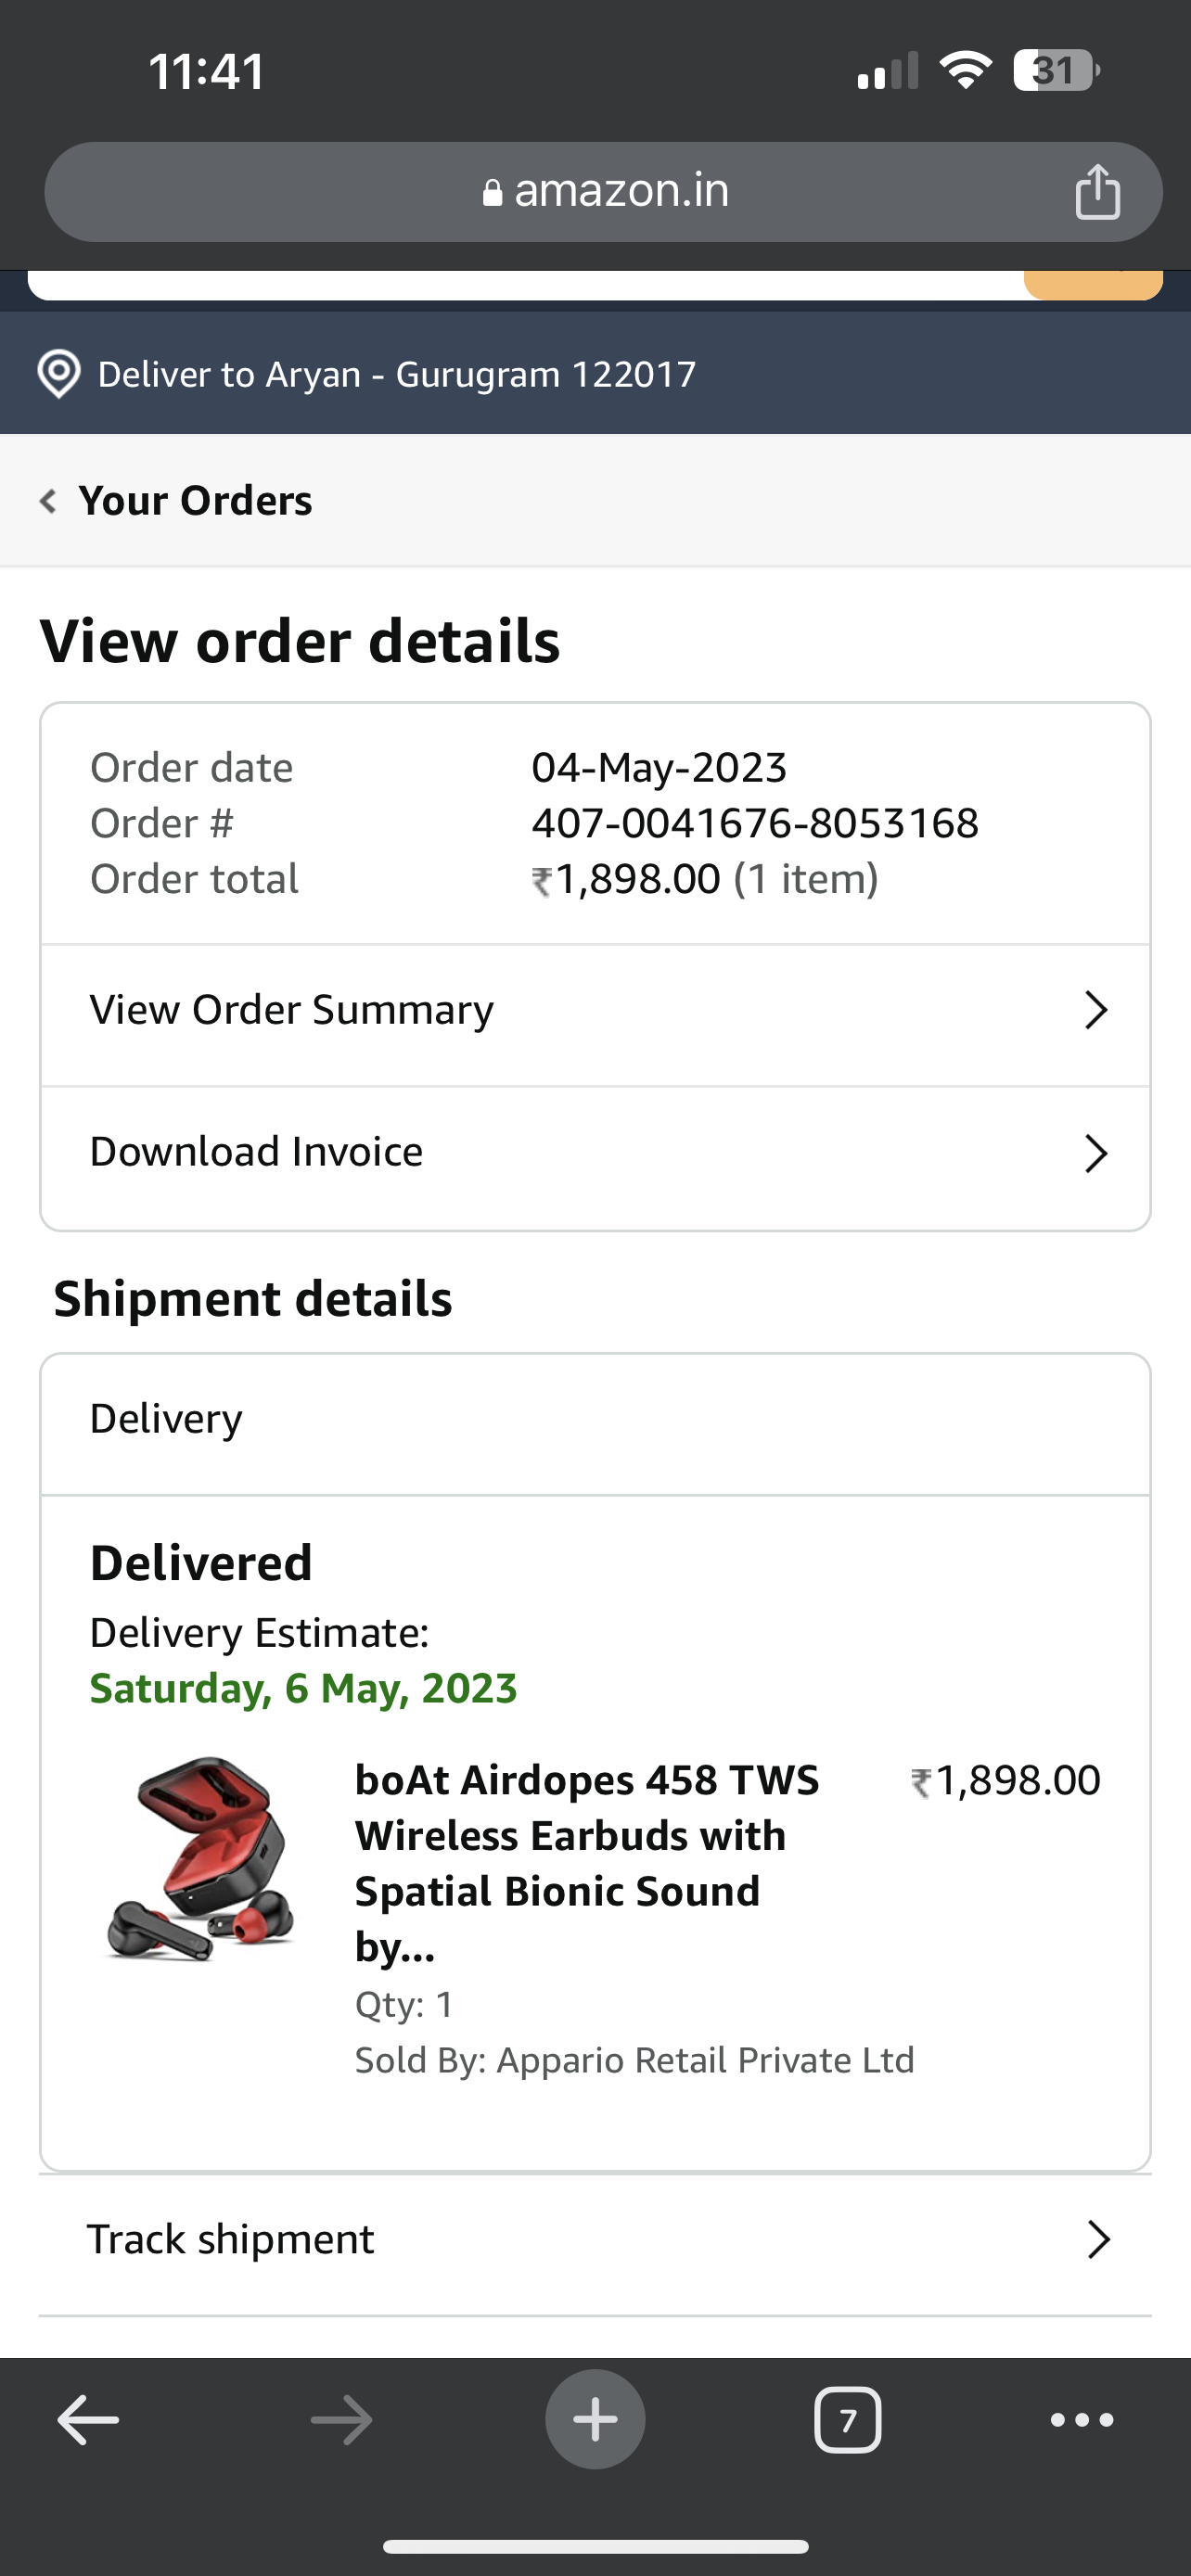 11:41
31
amazon.in
Deliver to Aryan - Gurugram 122017
Your Orders
View order details
Order date 04-May-2023
Order # 407-0041676-8053168
Order total ₹1,898.00 (1 item)
View Order Summary
Download Invoice
Shipment details
Delivery
Delivered
Delivery Estimate:
Saturday, 6 May, 2023
boAt Airdopes 458 TWS ₹1,898.00
Wireless Earbuds with
Spatial Bionic Sound
by...
Qty: 1
Sold By: Appario Retail Private Ltd
Track shipment
7